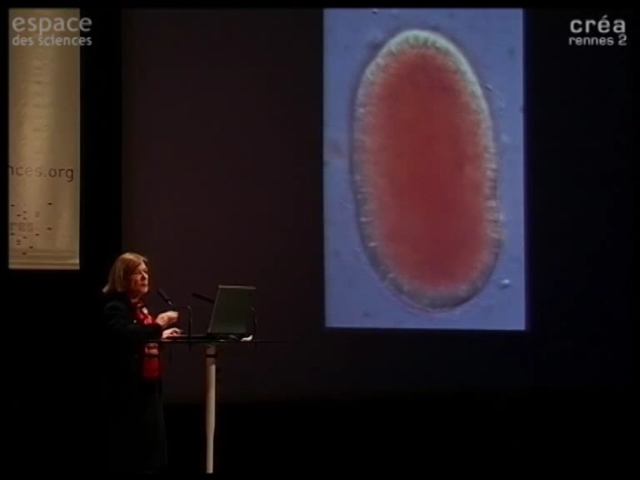 espace
des sciences
créa
rennes 2
nces.org